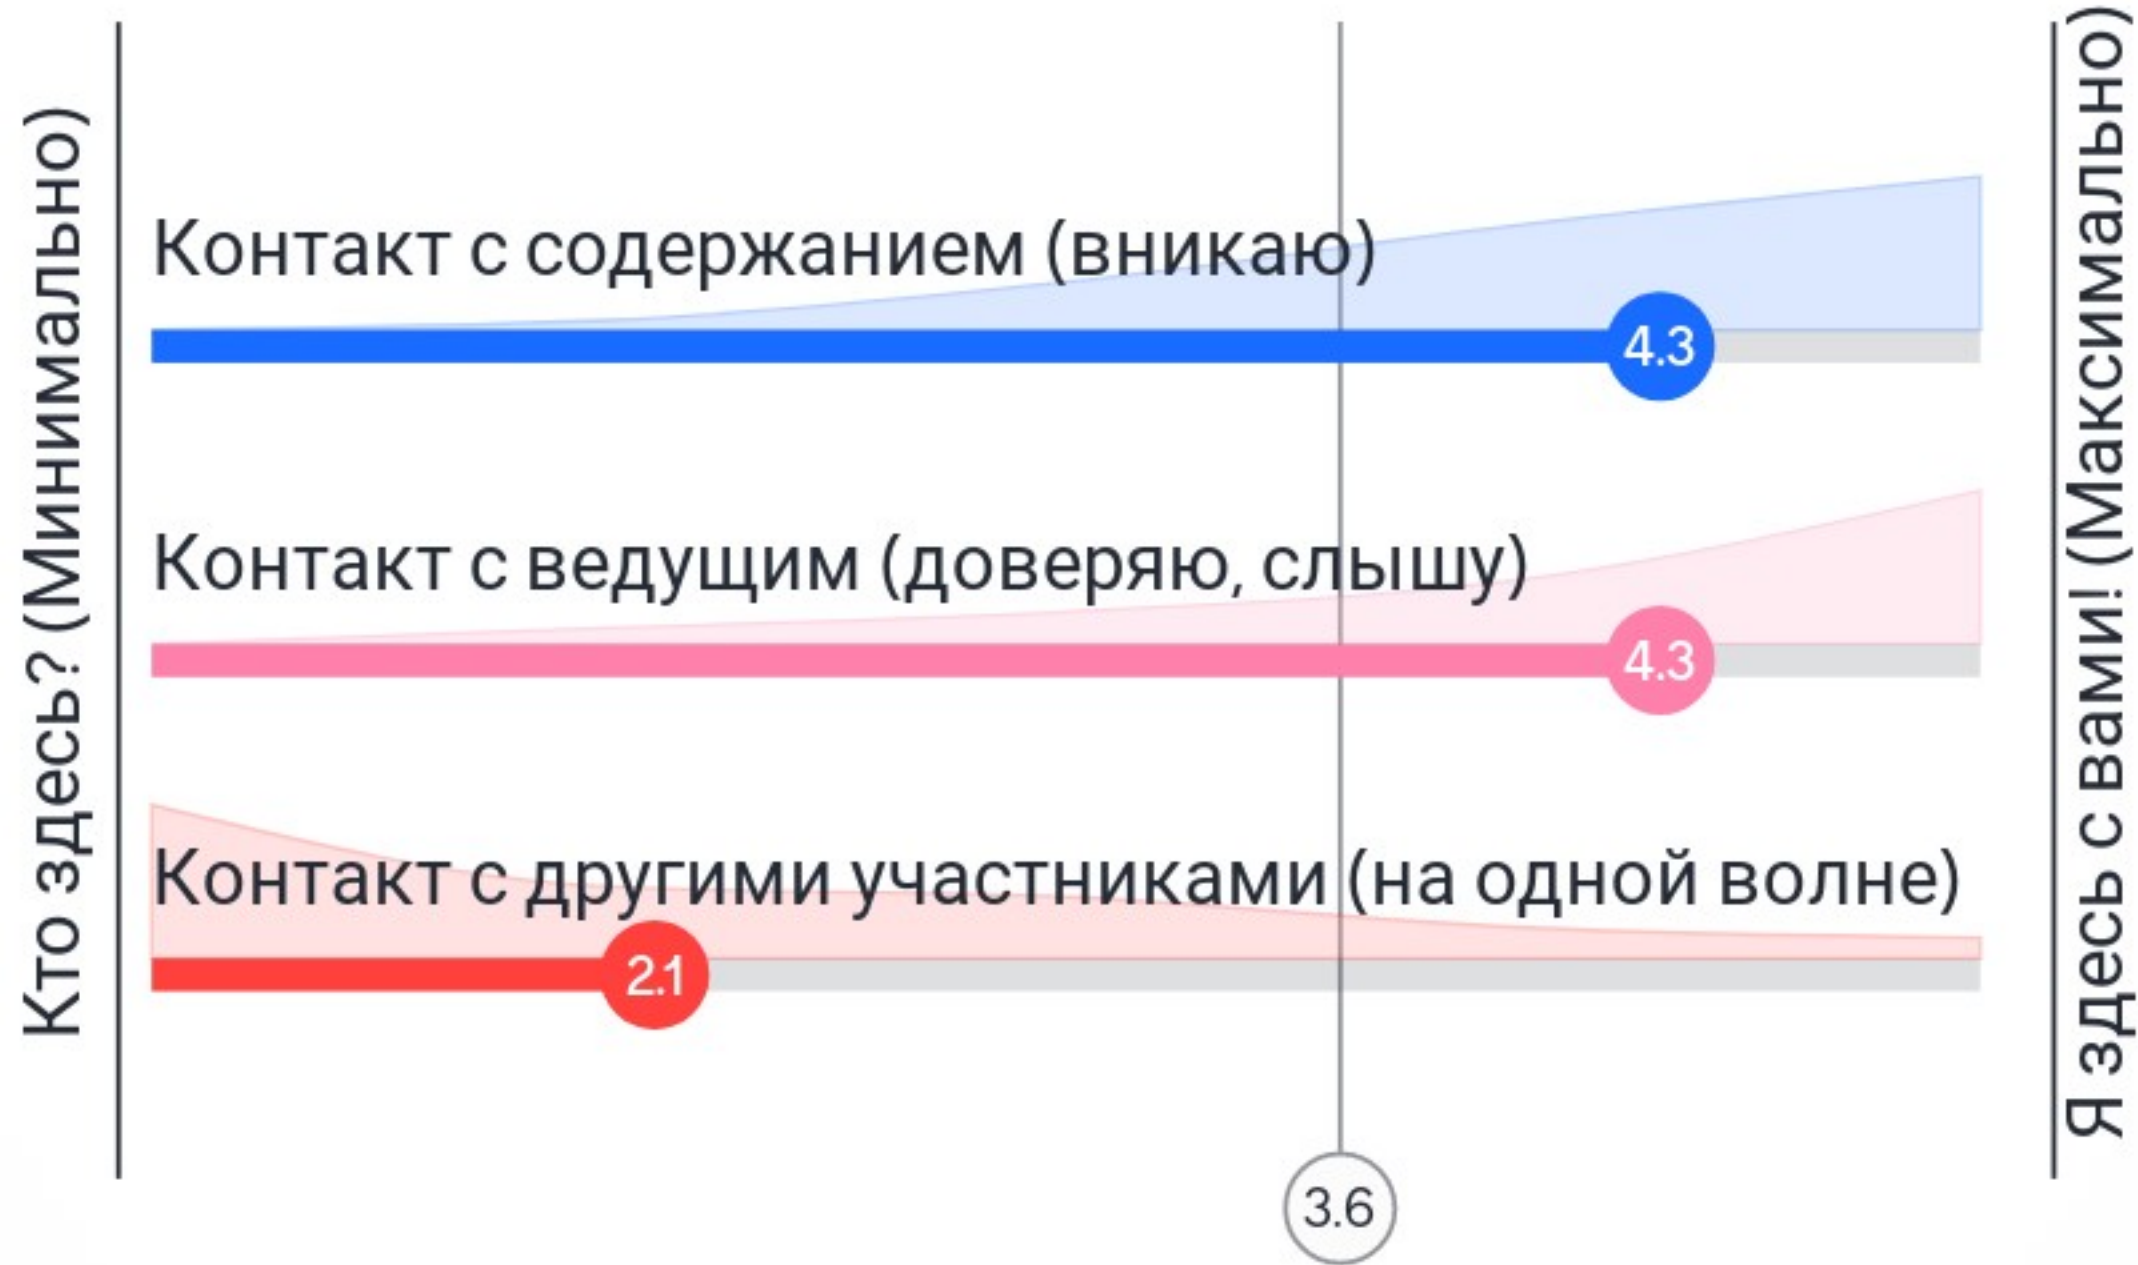 Кто здесь? (Минимально)
Контакт с содержанием (вникаю)
4.3
Контакт с ведущим (доверяю, слышу)
4.3
Контакт с другими участниками (на одной волне)
2.1
3.6
Я здесь с вами! (Максимально)